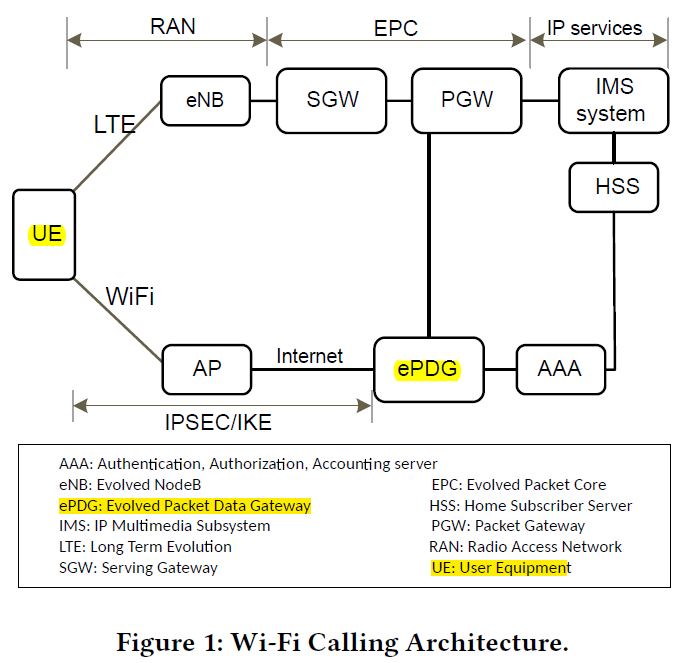 RAN
EPC
IP services
eNB
SGW
PGW
IMS
system
LTE
HSS
UE
WiFi
AP
Internet
ePDG
AAA
IPSEC/IKE
AAA: Authentication, Authorization, Accounting server
eNB: Evolved NodeB
EPC: Evolved Packet Core
ePDG: Evolved Packet Data Gateway
HSS: Home Subscriber Server
IMS: IP Multimedia Subsystem
PGW: Packet Gateway
LTE: Long Term Evolution
RAN: Radio Access Network
SGW: Serving Gateway
UE: User Equipment
Figure 1: Wi-Fi Calling Architecture.